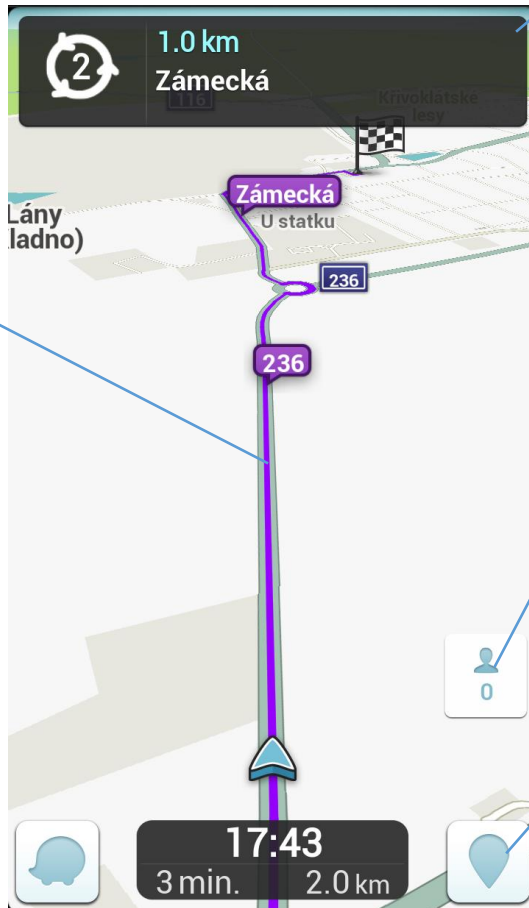 2
1.0 km
Zámecká
116
Křivoklátské
lesy
Zámecká
Lány
ladno)
U statku
236
236
0
17:43
3 min.
2.0 km